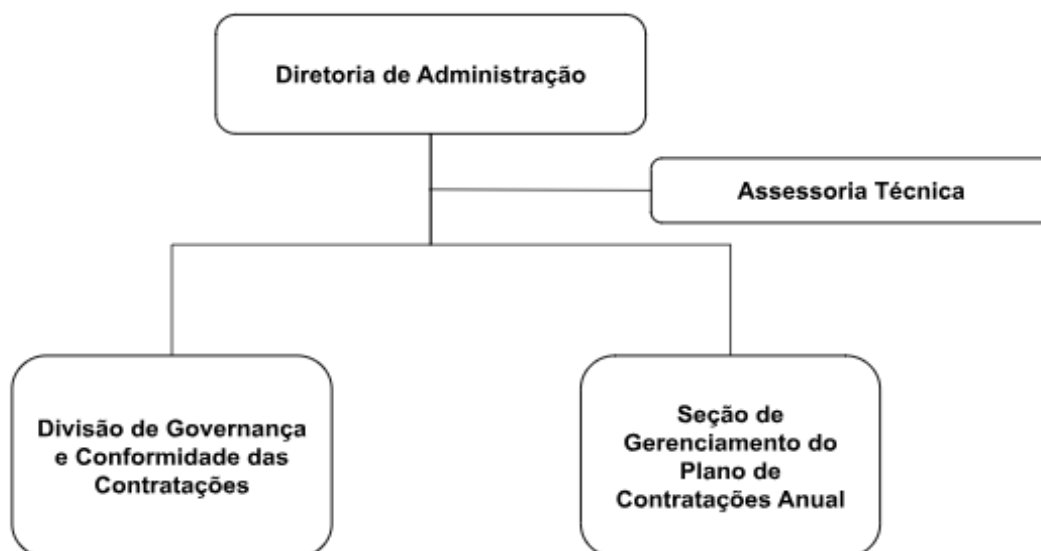 Diretoria de Administração
Assessoria Técnica
Divisão de Governança
e Conformidade das
Contratações
Seção de
Gerenciamento do
Plano de
Contratações Anual